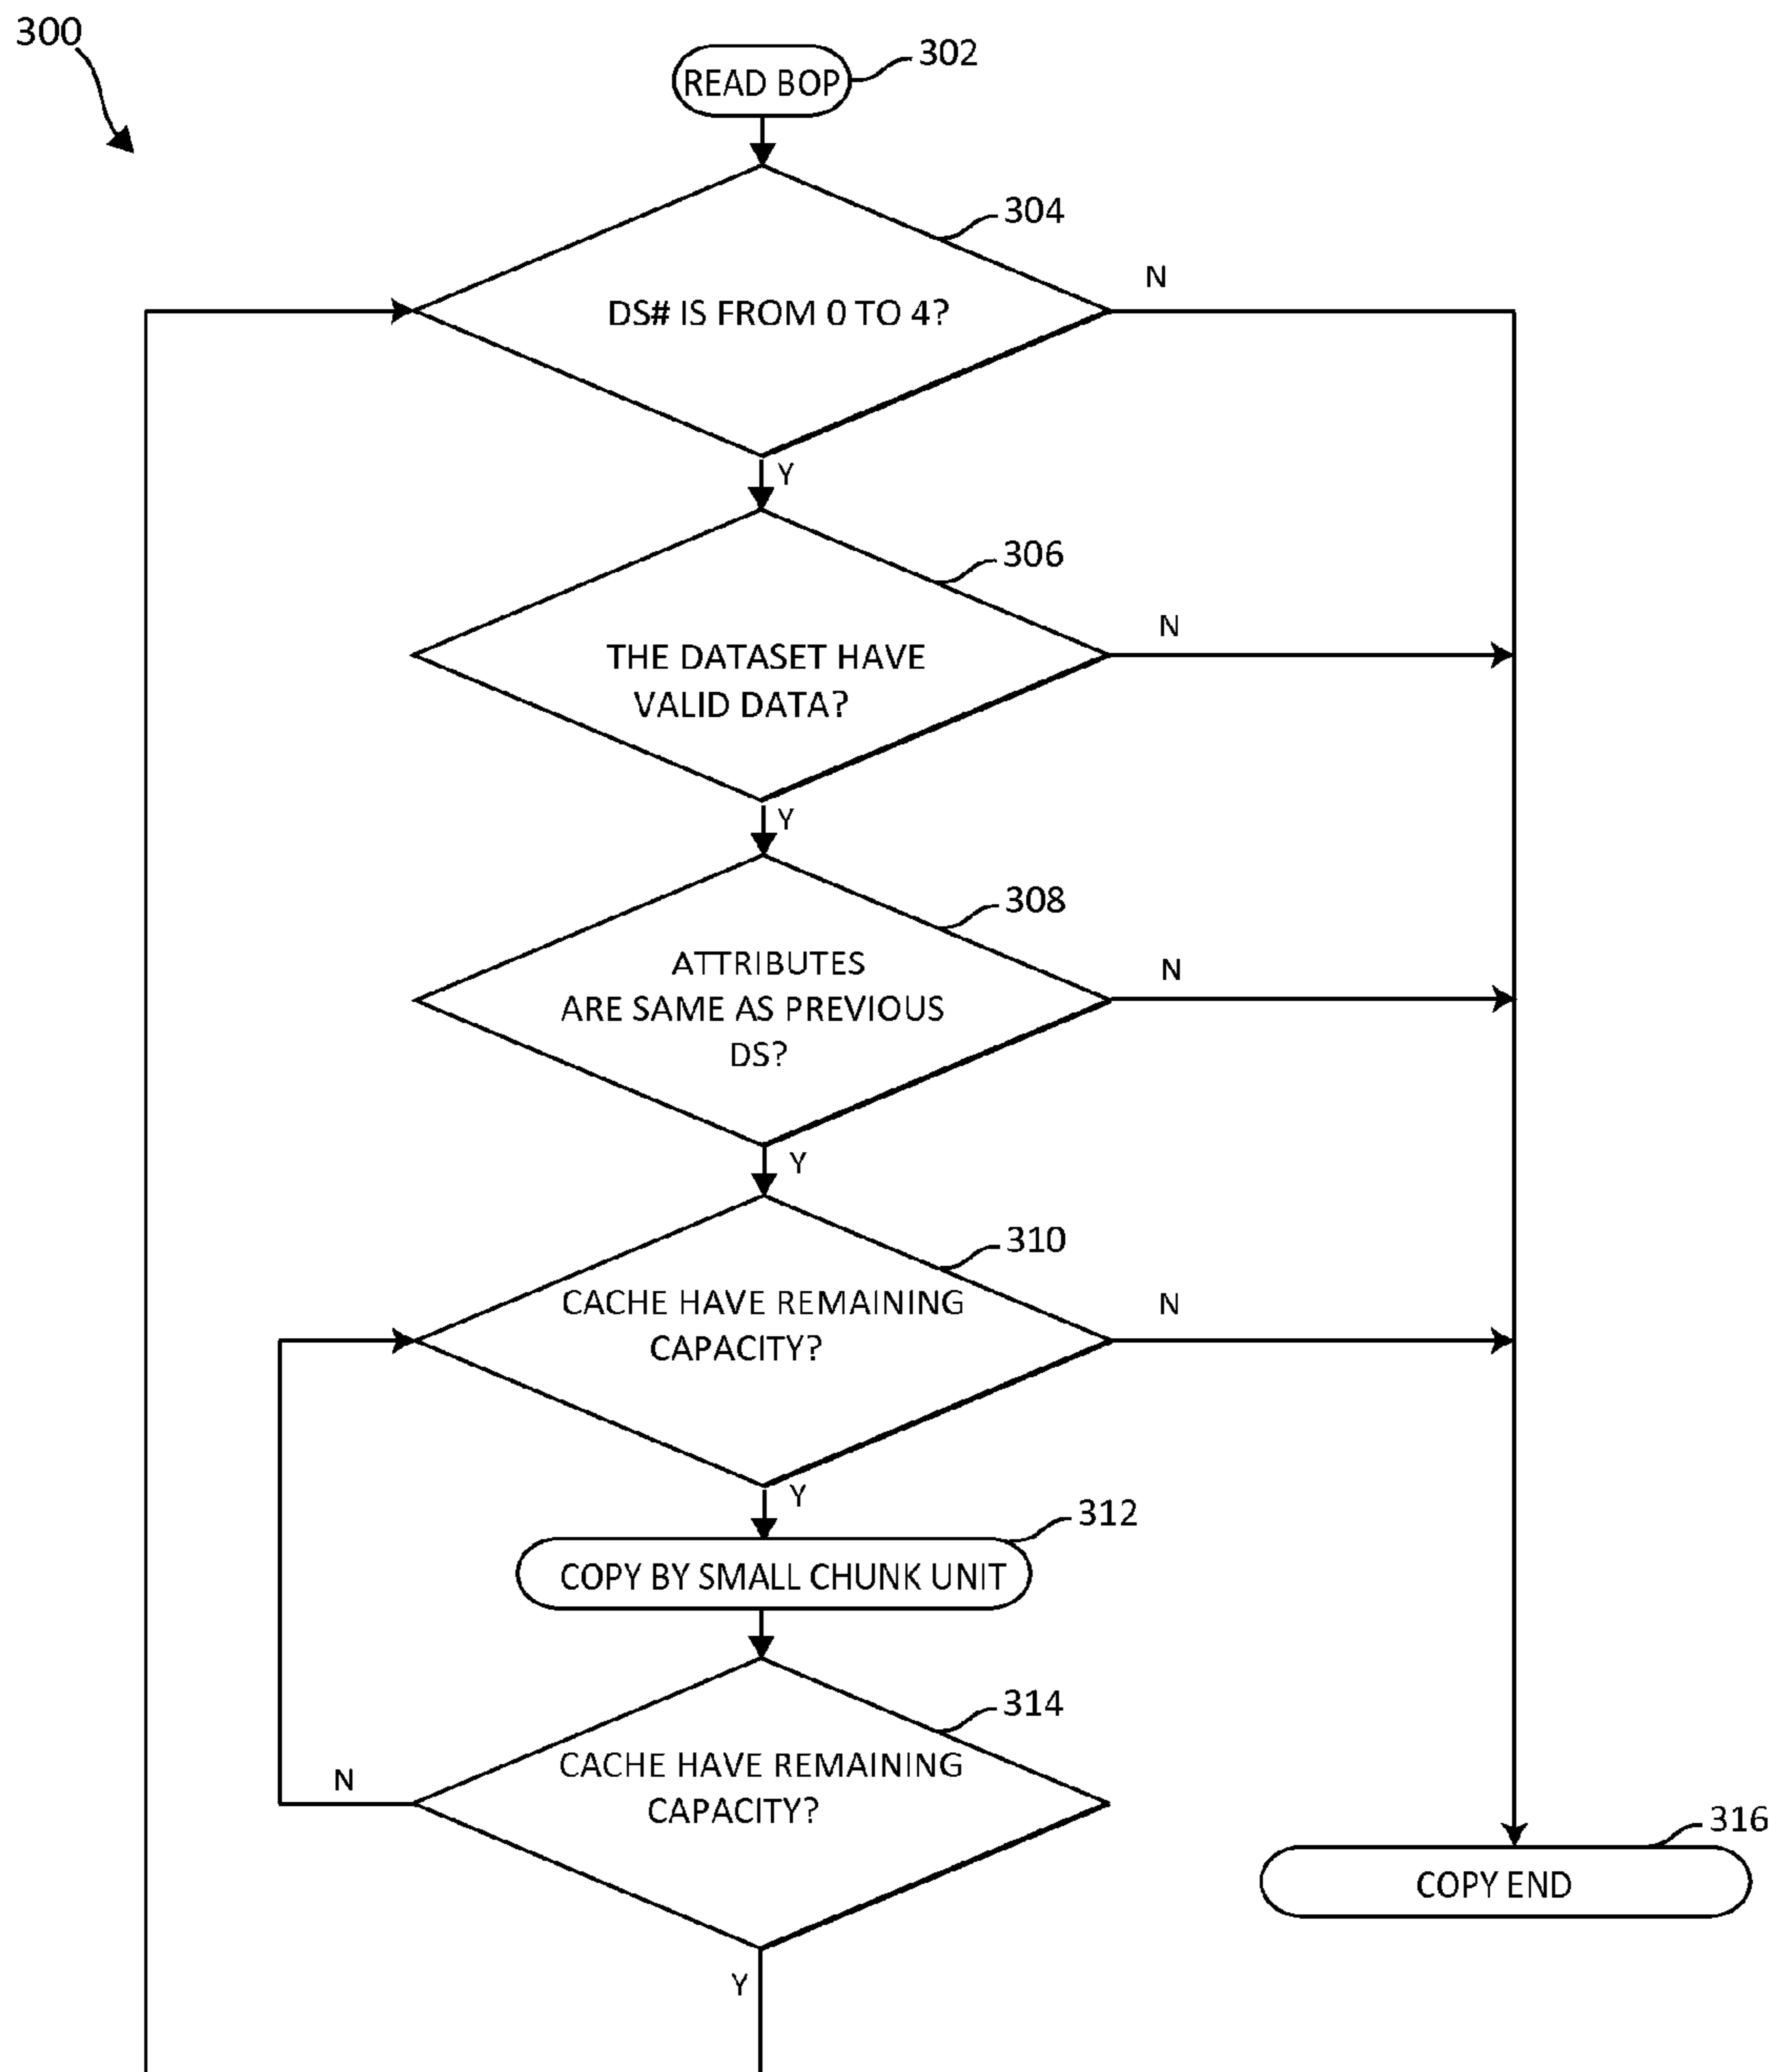 300
READ BOP
302
304
DS# IS FROM 0 TO 4?
N
Y
306
THE DATASET HAVE
VALID DATA?
N
Y
308
ATTRIBUTES
ARE SAME AS PREVIOUS
DS?
N
Y
310
CACHE HAVE REMAINING
CAPACITY?
N
Y
312
COPY BY SMALL CHUNK UNIT
314
CACHE HAVE REMAINING
CAPACITY?
N
Y
316
COPY END